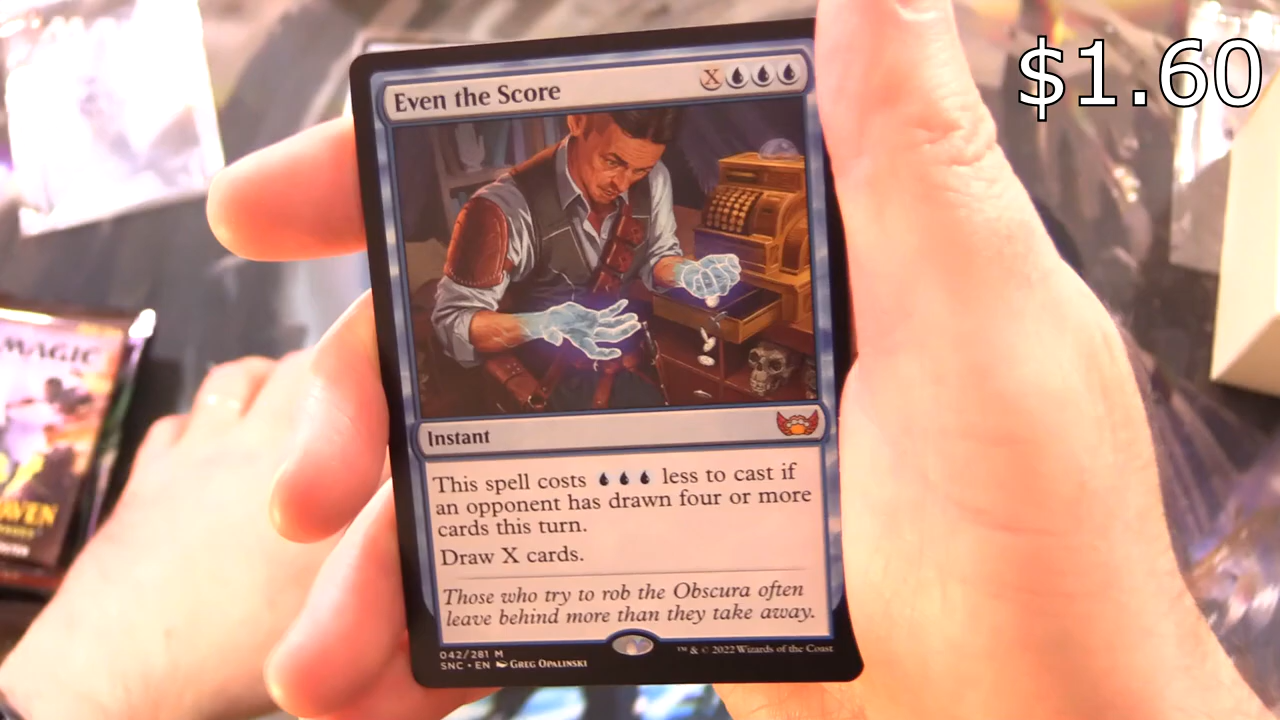 $1.60
Even the Score
X
Instant
This spell costs less to cast if
an opponent has drawn four or more
cards this turn.
Draw X cards.
Those who try to rob the Obscura often
leave behind more than they take away.
042/281 M
SNC • EN Greg Opalinski
™ & © 2022 Wizards of the Coast
MAGIC